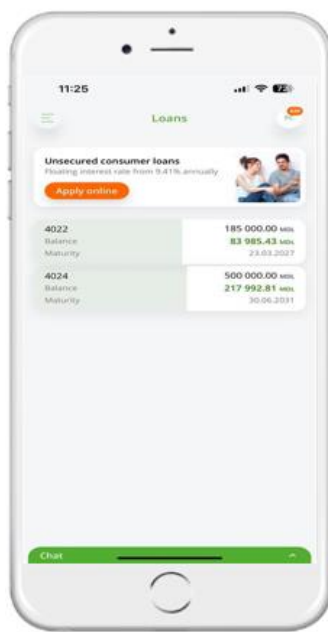 11:25
Loans
Unsecured consumer loans
Floating interest rate from 9.41% annually
Apply online
4022 185 000.00 MDL
Balance 83 985.43 MDL
Maturity 23.03.2027
4024 500 000.00 MDL
Balance 217 992.81 MDL
Maturity 30.06.2031
Chat